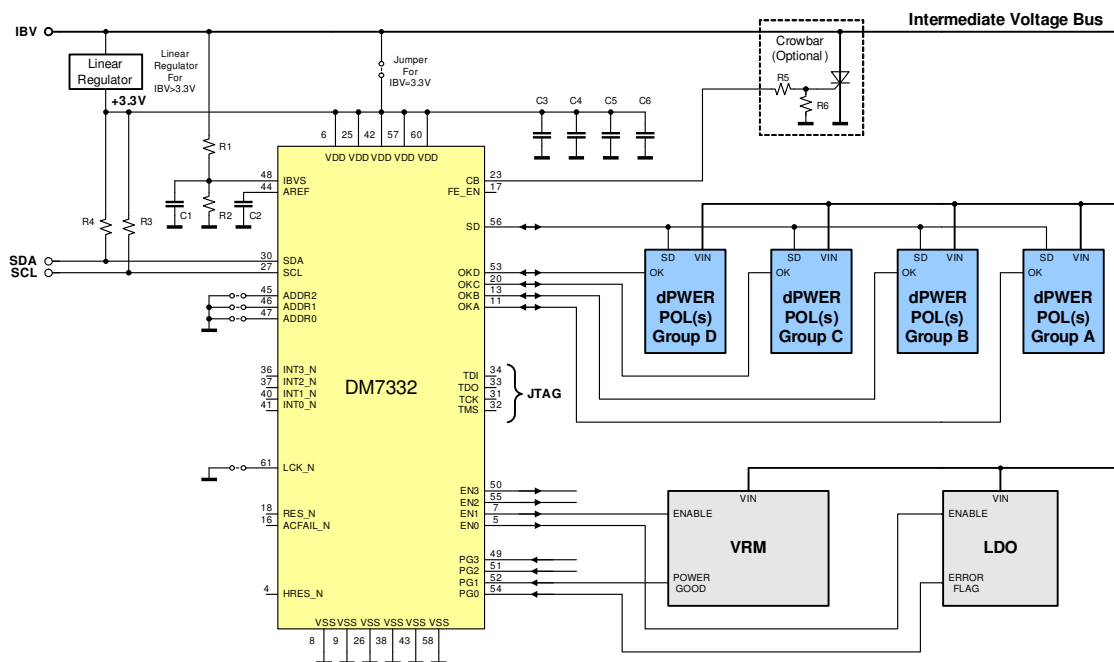 Intermediate Voltage Bus
IBV
Linear
Regulator
+3.3V
Linear
Regulator
For
IBV>3.3V
Jumper
For
IBV=3.3V
Crowbar
(Optional)
R5
R6
C3
C4
C5
C6
R1
R2
C1
C2
R4
R3
6
25
42
57
60
VDD
VDD
VDD
VDD
VDD
48
IBVS
44
AREF
SDA
30
SDA
SCL
27
SCL
45
ADDR2
46
ADDR1
47
ADDR0
36
INT3_N
37
INT2_N
40
INT1_N
41
INT0_N
61
LCK_N
18
RES_N
16
ACFAIL_N
4
HRES_N
DM7332
CB
23
FE_EN
17
SD
56
OKD
53
OKC
20
OKB
13
OKA
11
TDI
34
TDO
33
TCK
31
TMS
32
JTAG
EN3
50
EN2
55
EN1
7
EN0
5
PG3
49
PG2
51
PG1
52
PG0
54
VSS
VSS
VSS
VSS
VSS
VSS
8
9
26
38
43
58
SD
VIN
OK
dPWER
POL(s)
Group D
SD
VIN
OK
dPWER
POL(s)
Group C
SD
VIN
OK
dPWER
POL(s)
Group B
SD
VIN
OK
dPWER
POL(s)
Group A
VIN
ENABLE
VRM
POWER
GOOD
VIN
ENABLE
LDO
ERROR
FLAG